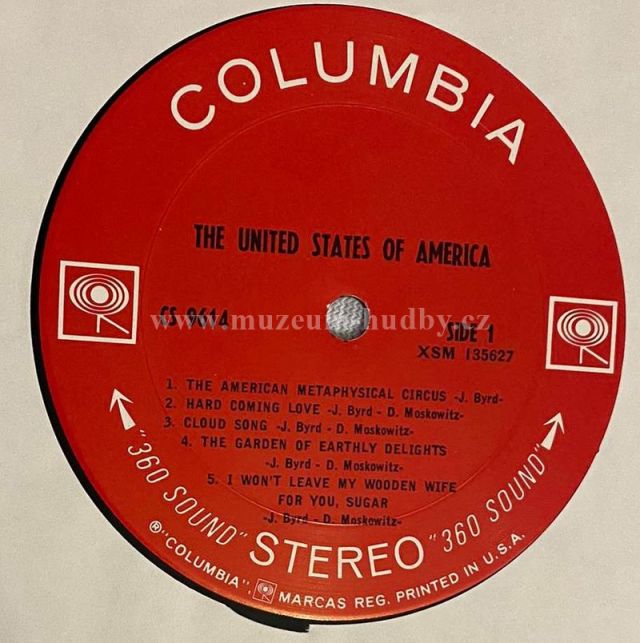 COLUMBIA
THE UNITED STATES OF AMERICA
CS 9614
SIDE 1
XSM 135627
www.muzeumhudby.cz
1. THE AMERICAN METAPHYSICAL CIRCUS -J. Byrd-
2. HARD COMING LOVE -J. Byrd - D. Moskowitz-
3. CLOUD SONG -J. Byrd - D. Moskowitz-
4. THE GARDEN OF EARTHLY DELIGHTS
-J. Byrd - D. Moskowitz-
5. I WON'T LEAVE MY WOODEN WIFE
FOR YOU, SUGAR
-J. Byrd - D. Moskowitz-
"360 SOUND" STEREO "360 SOUND"
®"COLUMBIA", MARCAS REG. PRINTED IN U.S.A.